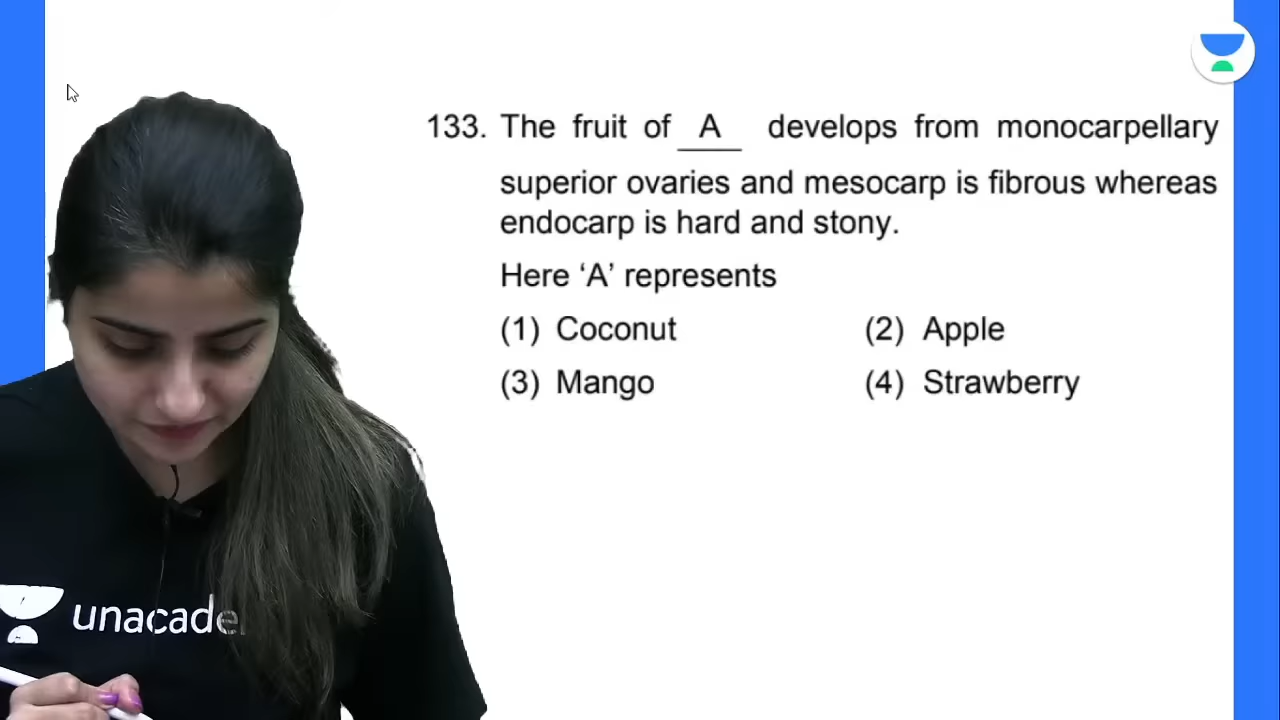 133. The fruit of A develops from monocarpellary
superior ovaries and mesocarp is fibrous whereas
endocarp is hard and stony.
Here ‘A’ represents
(1) Coconut (2) Apple
(3) Mango (4) Strawberry
unacade